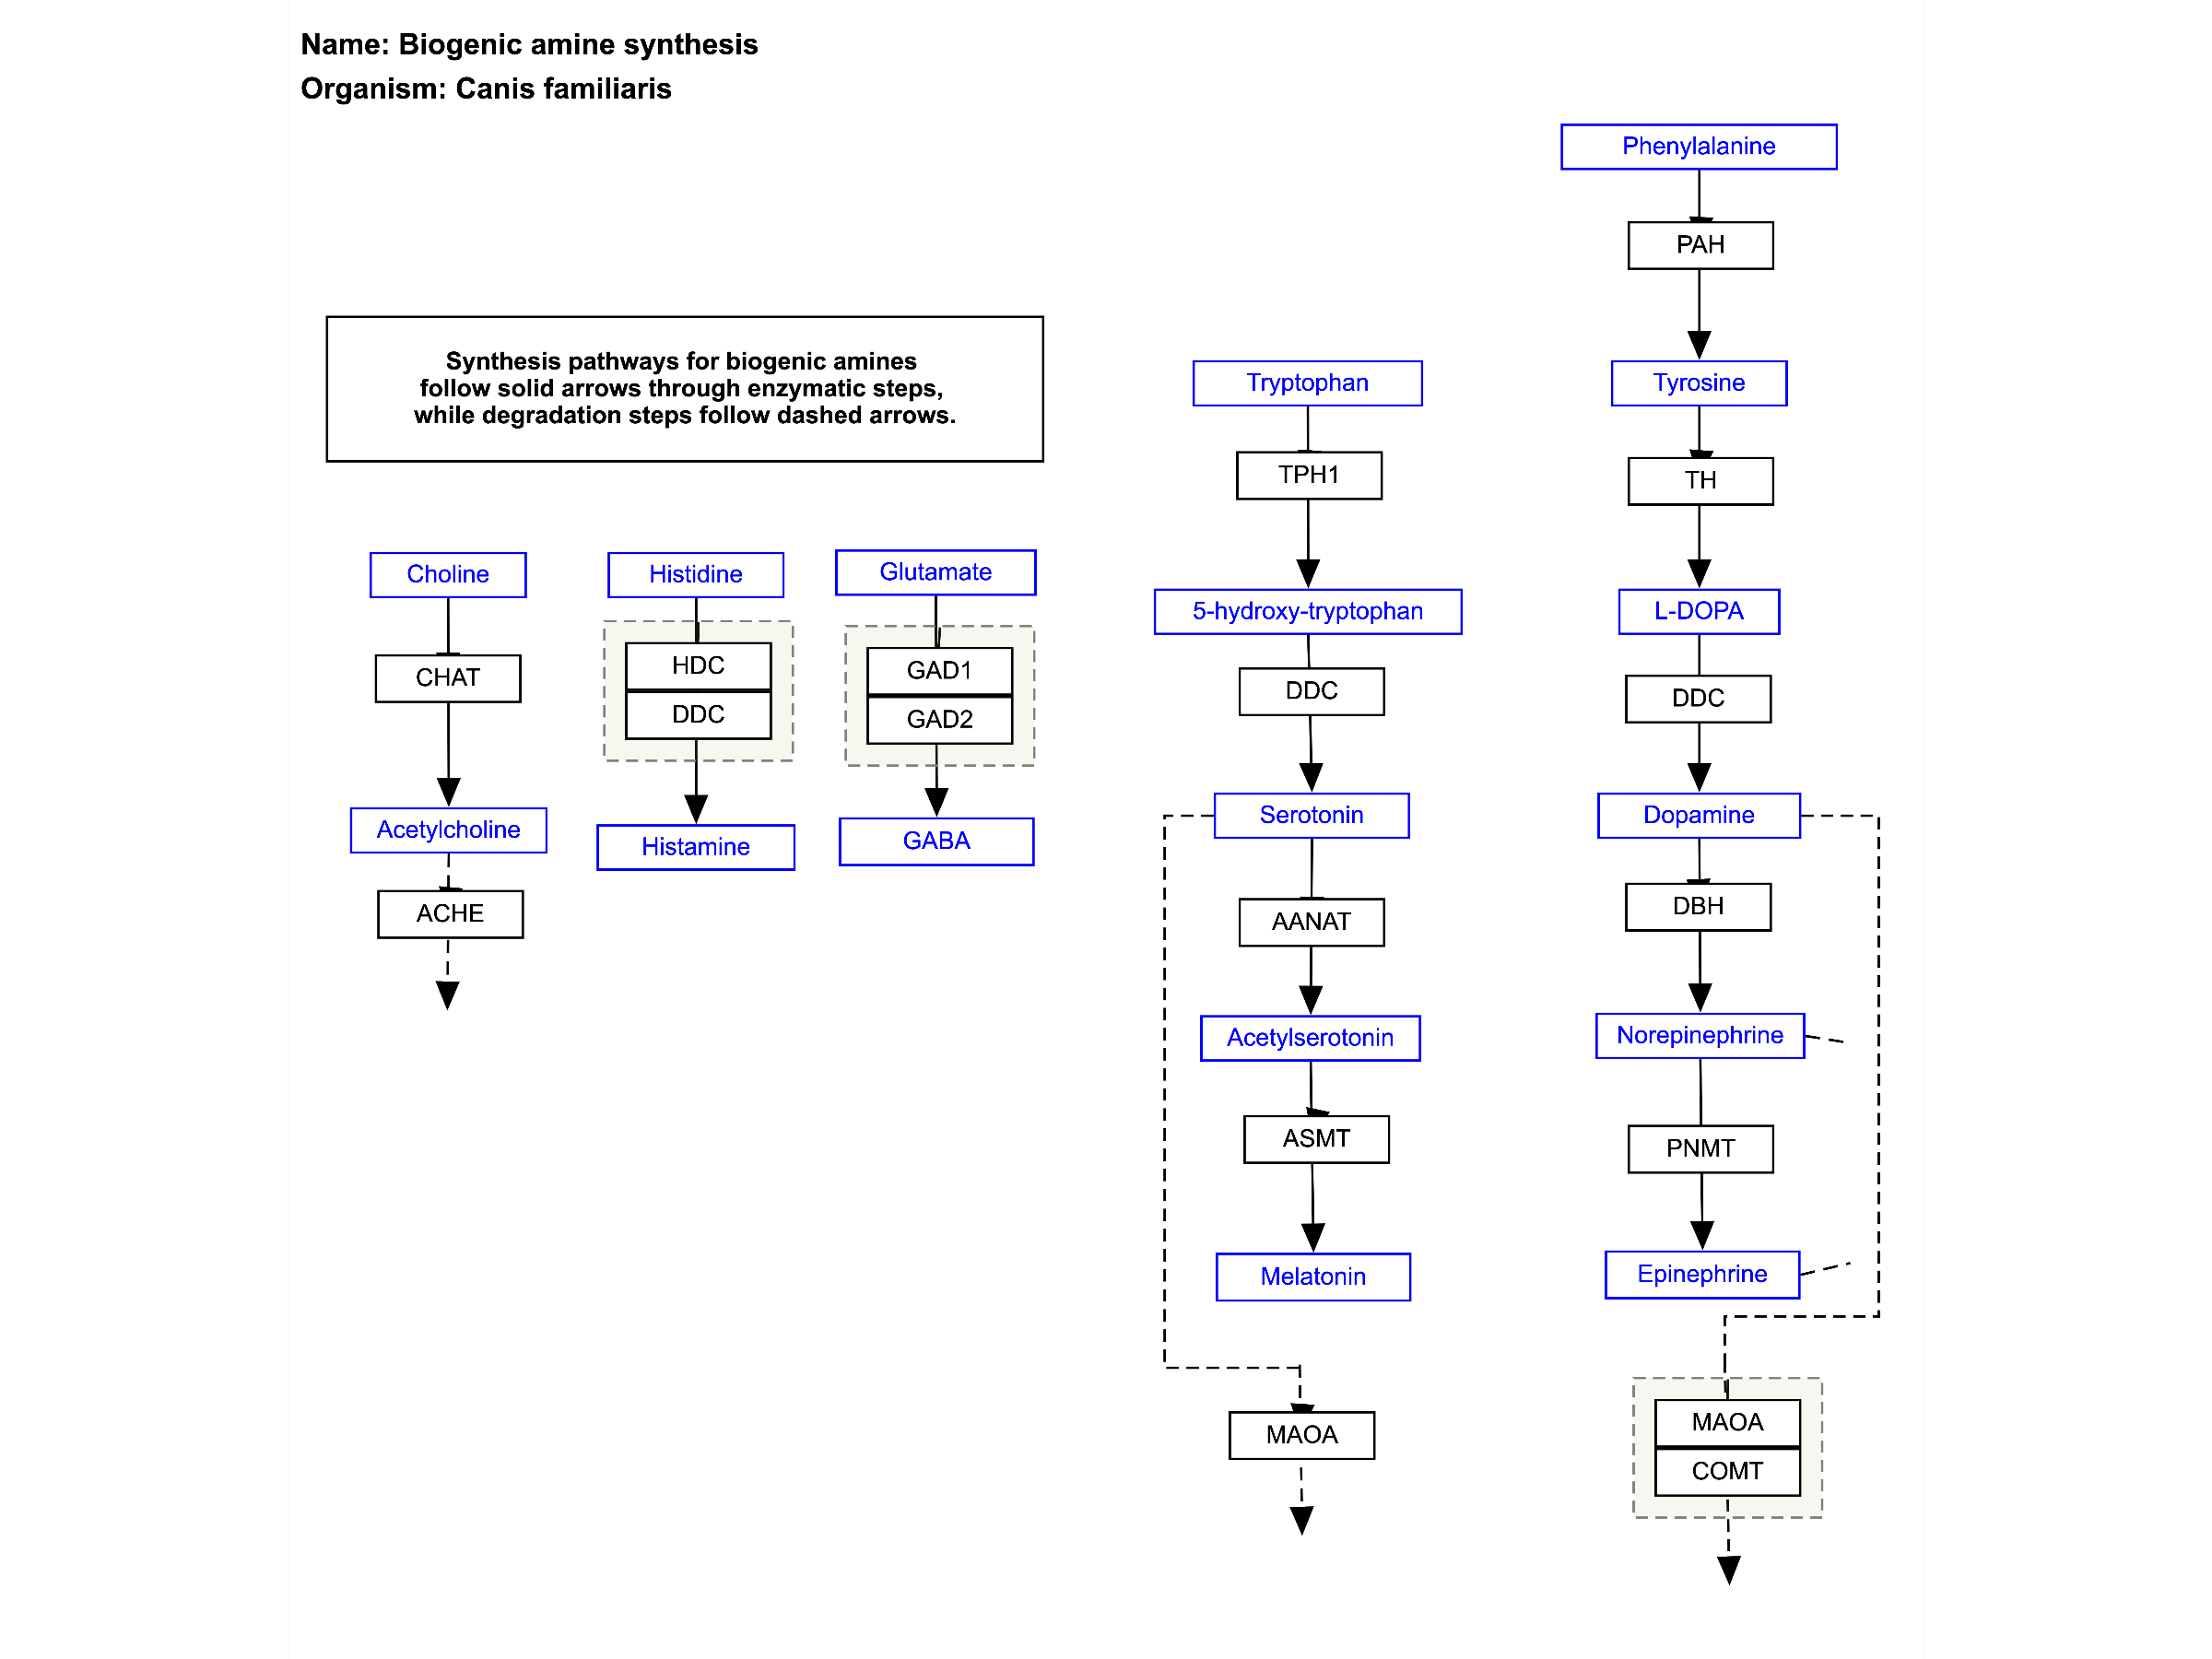 Name: Biogenic amine synthesis
Organism: Canis familiaris
Synthesis pathways for biogenic amines
follow solid arrows through enzymatic steps,
while degradation steps follow dashed arrows.
Choline
CHAT
Acetylcholine
ACHE
Histidine
HDC
DDC
Histamine
Glutamate
GAD1
GAD2
GABA
Tryptophan
TPH1
5-hydroxy-tryptophan
DDC
Serotonin
AANAT
Acetylserotonin
ASMT
Melatonin
MAOA
Phenylalanine
PAH
Tyrosine
TH
L-DOPA
DDC
Dopamine
DBH
Norepinephrine
PNMT
Epinephrine
MAOA
COMT